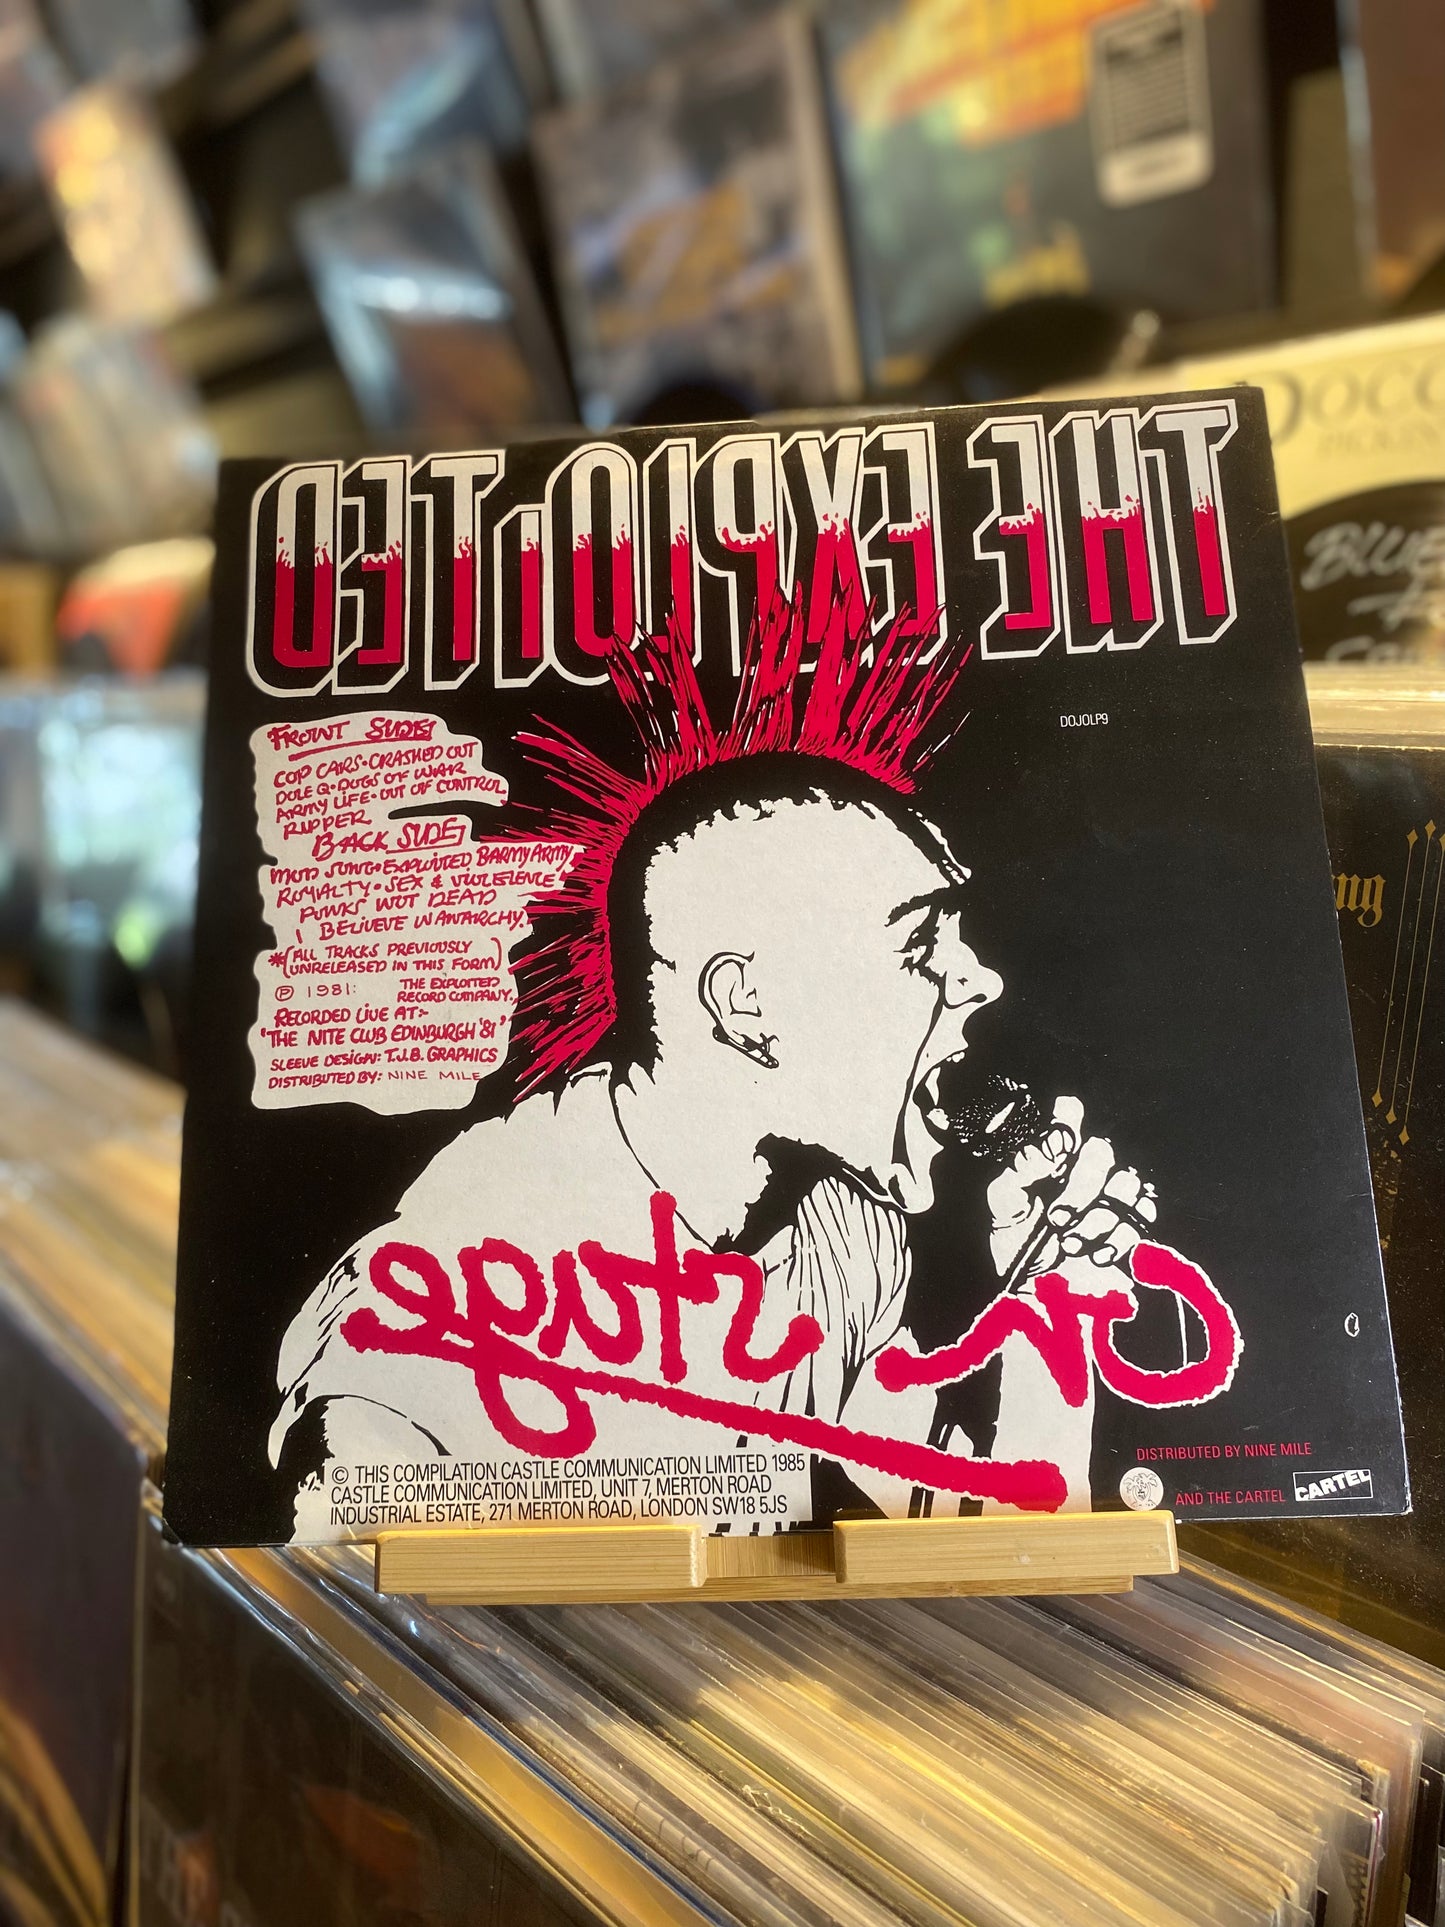 THE EXPLOITED
DOJOLP9
FRONT SIDE
COP CARS • CRASHED OUT
DOLE Q • DOGS OF WAR
ARMY LIFE • OUT OF CONTROL
RIPPER
BACK SIDE
MOD SONG • EXPLOITED BARMY ARMY
ROYALTY • SEX & VIOLELENCE
PUNKS NOT DEAD
I BELIEVE IN ANARCHY.
*(ALL TRACKS PREVIOUSLY
UNRELEASED IN THIS FORM)
Ⓟ 1981: THE EXPLOITED
RECORD COMPANY.
RECORDED LIVE AT:-
'THE NITE CLUB EDINBURGH '81'
SLEEVE DESIGN: T.J.B. GRAPHICS
DISTRIBUTED BY: NINE MILE
On stage
© THIS COMPILATION CASTLE COMMUNICATION LIMITED 1985
CASTLE COMMUNICATION LIMITED, UNIT 7, MERTON ROAD
INDUSTRIAL ESTATE, 271 MERTON ROAD, LONDON SW18 5JS
DISTRIBUTED BY NINE MILE
AND THE CARTEL CARTEL
BLUE
ng